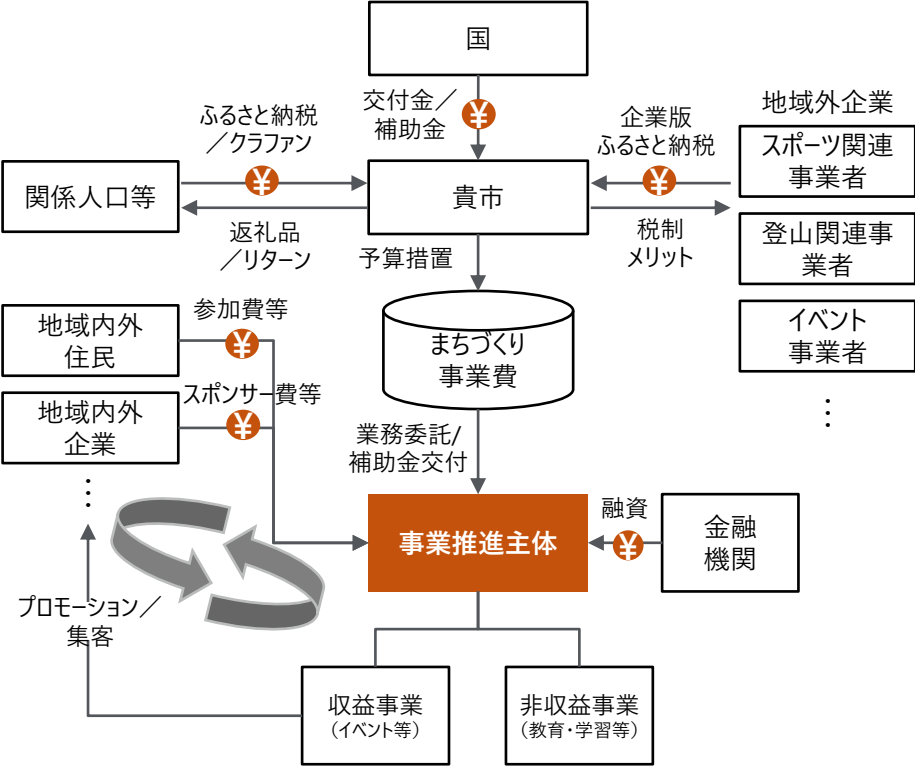 国
交付金／
補助金
¥
ふるさと納税
／クラファン
¥
企業版
ふるさと納税
¥
地域外企業
スポーツ関連
事業者
関係人口等
貴市
返礼品
／リターン
税制
メリット
登山関連事
業者
予算措置
イベント
事業者
⋮
まちづくり
事業費
地域内外
住民
参加費等
¥
地域内外
企業
スポンサー費等
¥
⋮
業務委託/
補助金交付
事業推進主体
融資
¥
金融
機関
プロモーション／
集客
収益事業
（イベント等）
非収益事業
（教育・学習等）